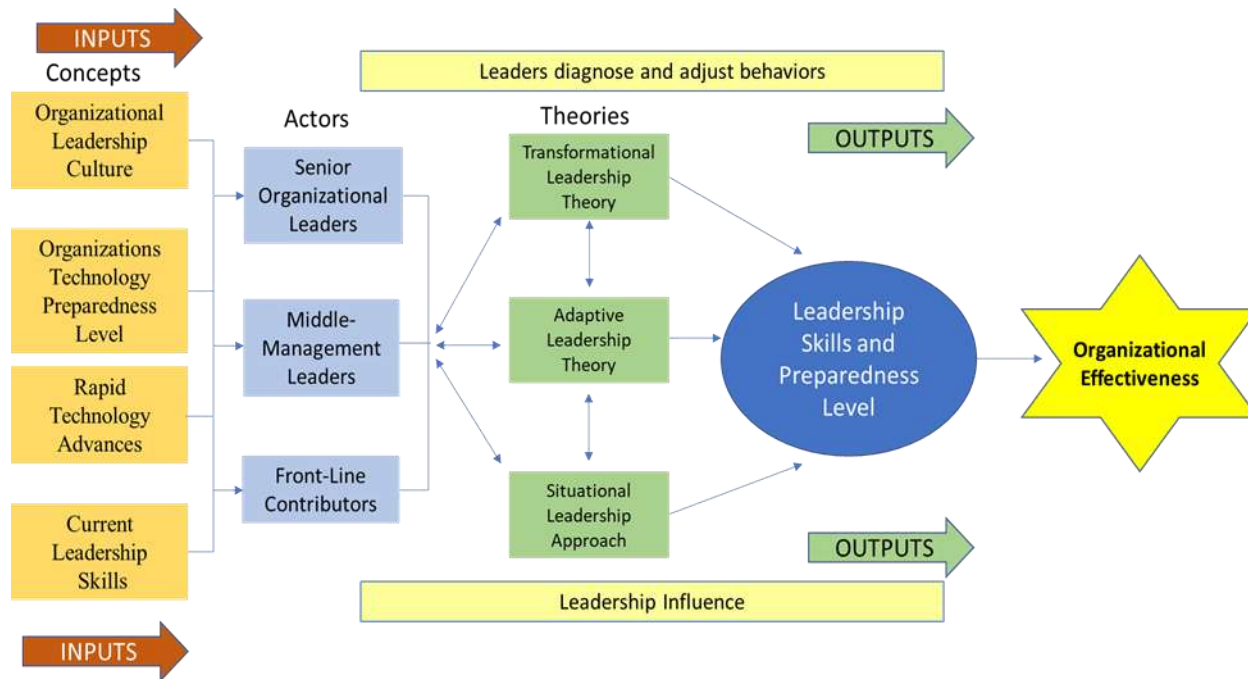 INPUTS
Concepts
Organizational
Leadership
Culture
Organizations
Technology
Preparedness
Level
Rapid
Technology
Advances
Current
Leadership
Skills
INPUTS
Actors
Senior
Organizational
Leaders
Middle-
Management
Leaders
Front-Line
Contributors
Leaders diagnose and adjust behaviors
Theories
Transformational
Leadership
Theory
Adaptive
Leadership
Theory
Situational
Leadership
Approach
Leadership Influence
OUTPUTS
Leadership
Skills and
Preparedness
Level
OUTPUTS
Organizational
Effectiveness